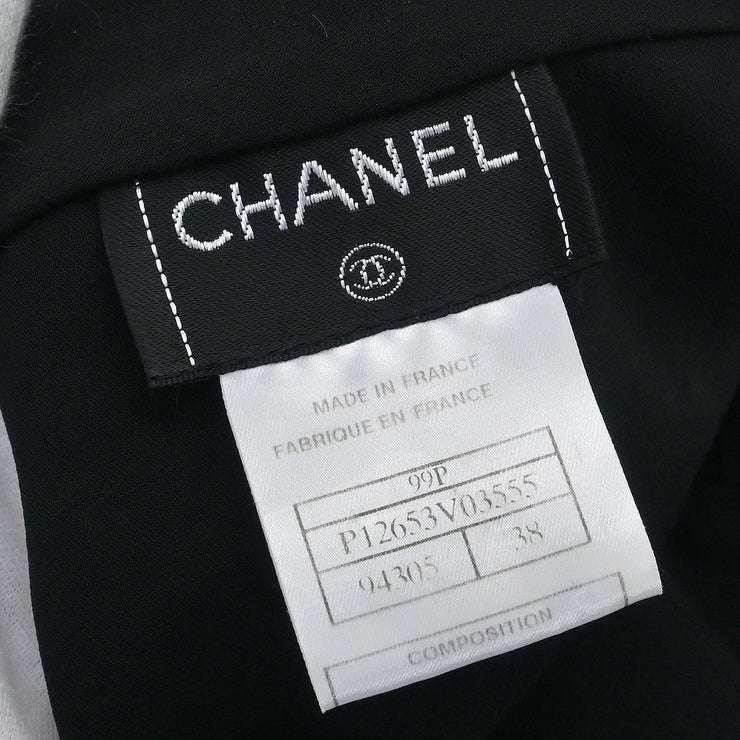 CHANEL
MADE IN FRANCE
FABRIQUE EN FRANCE
99P
P12653V03555
94305 38
COMPOSITION